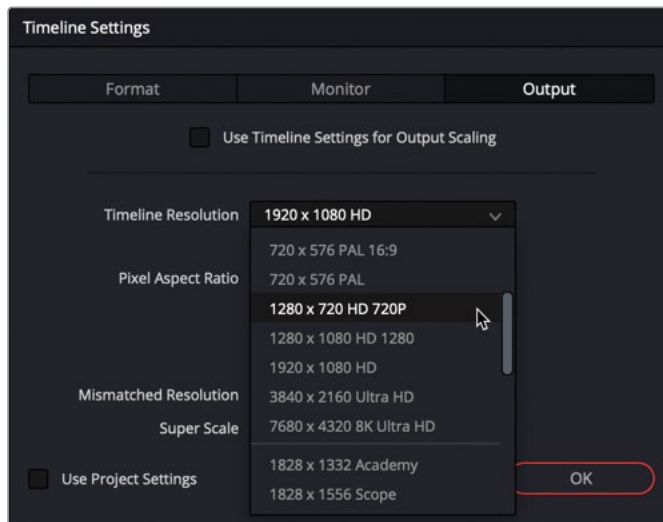 Timeline Settings
Format Monitor Output
Use Timeline Settings for Output Scaling
Timeline Resolution 1920 x 1080 HD
720 x 576 PAL 16:9
Pixel Aspect Ratio 720 x 576 PAL
1280 x 720 HD 720P
1280 x 1080 HD 1280
1920 x 1080 HD
Mismatched Resolution 3840 x 2160 Ultra HD
Super Scale 7680 x 4320 8K Ultra HD
1828 x 1332 Academy
Use Project Settings OK
1828 x 1556 Scope